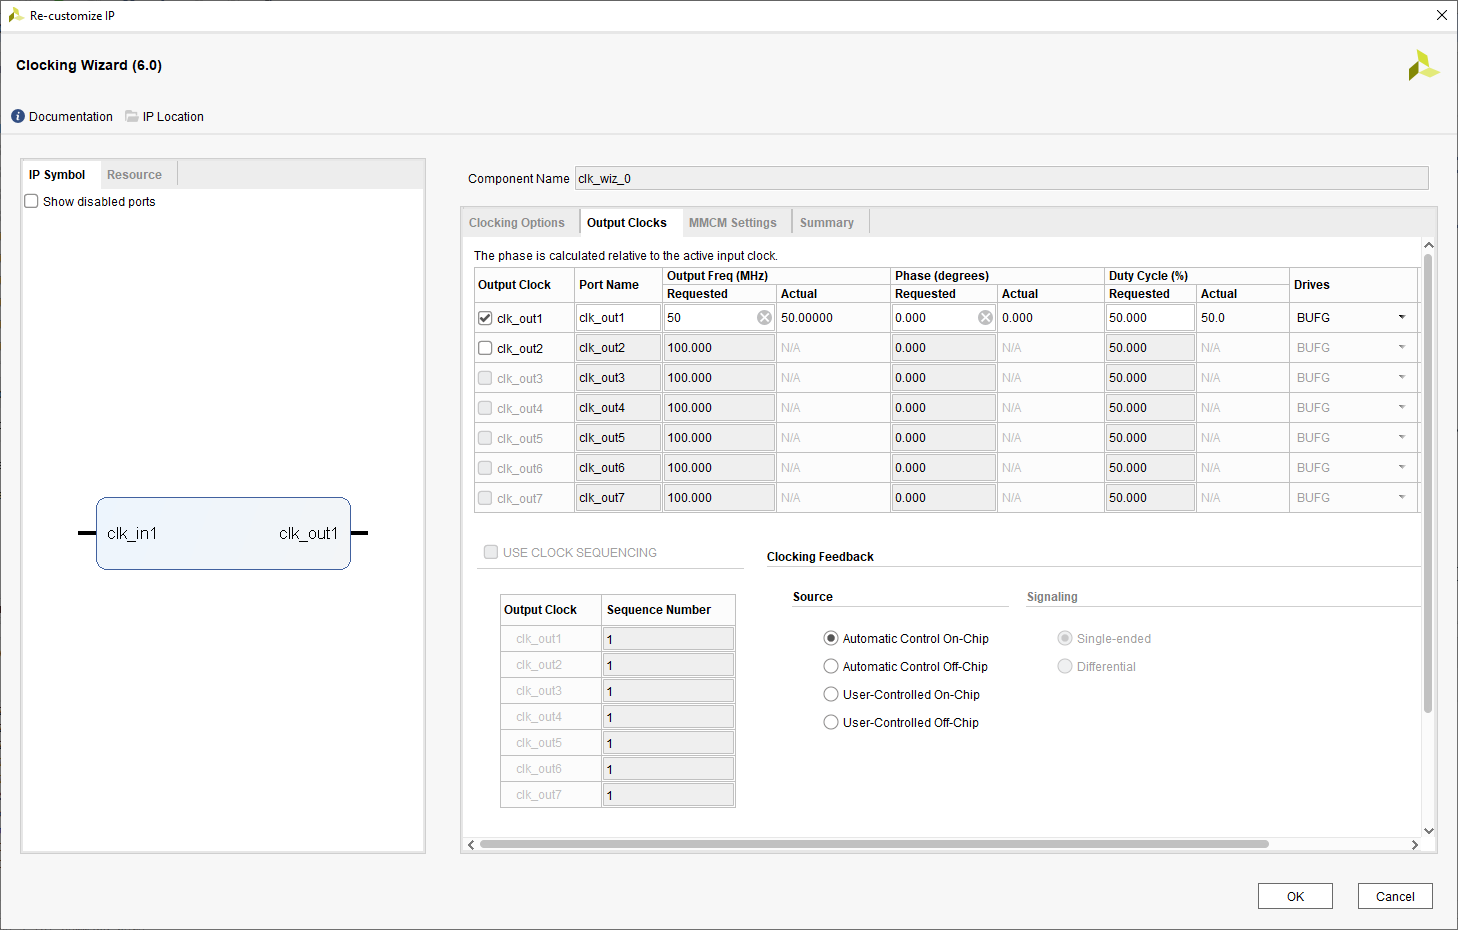 Re-customize IP
Clocking Wizard (6.0)
Documentation IP Location
IP Symbol Resource
Show disabled ports
clk_in1 clk_out1
Component Name clk_wiz_0
Clocking Options Output Clocks MMCM Settings Summary
The phase is calculated relative to the active input clock.
Output Clock Port Name Output Freq (MHz) Phase (degrees) Duty Cycle (%) Drives
Requested Actual Requested Actual Requested Actual
clk_out1 clk_out1 50 50.00000 0.000 0.000 50.000 50.0 BUFG
clk_out2 clk_out2 100.000 N/A 0.000 N/A 50.000 N/A BUFG
clk_out3 clk_out3 100.000 N/A 0.000 N/A 50.000 N/A BUFG
clk_out4 clk_out4 100.000 N/A 0.000 N/A 50.000 N/A BUFG
clk_out5 clk_out5 100.000 N/A 0.000 N/A 50.000 N/A BUFG
clk_out6 clk_out6 100.000 N/A 0.000 N/A 50.000 N/A BUFG
clk_out7 clk_out7 100.000 N/A 0.000 N/A 50.000 N/A BUFG
USE CLOCK SEQUENCING
Output Clock Sequence Number
clk_out1 1
clk_out2 1
clk_out3 1
clk_out4 1
clk_out5 1
clk_out6 1
clk_out7 1
Clocking Feedback
Source Signaling
Automatic Control On-Chip Single-ended
Automatic Control Off-Chip Differential
User-Controlled On-Chip
User-Controlled Off-Chip
OK Cancel